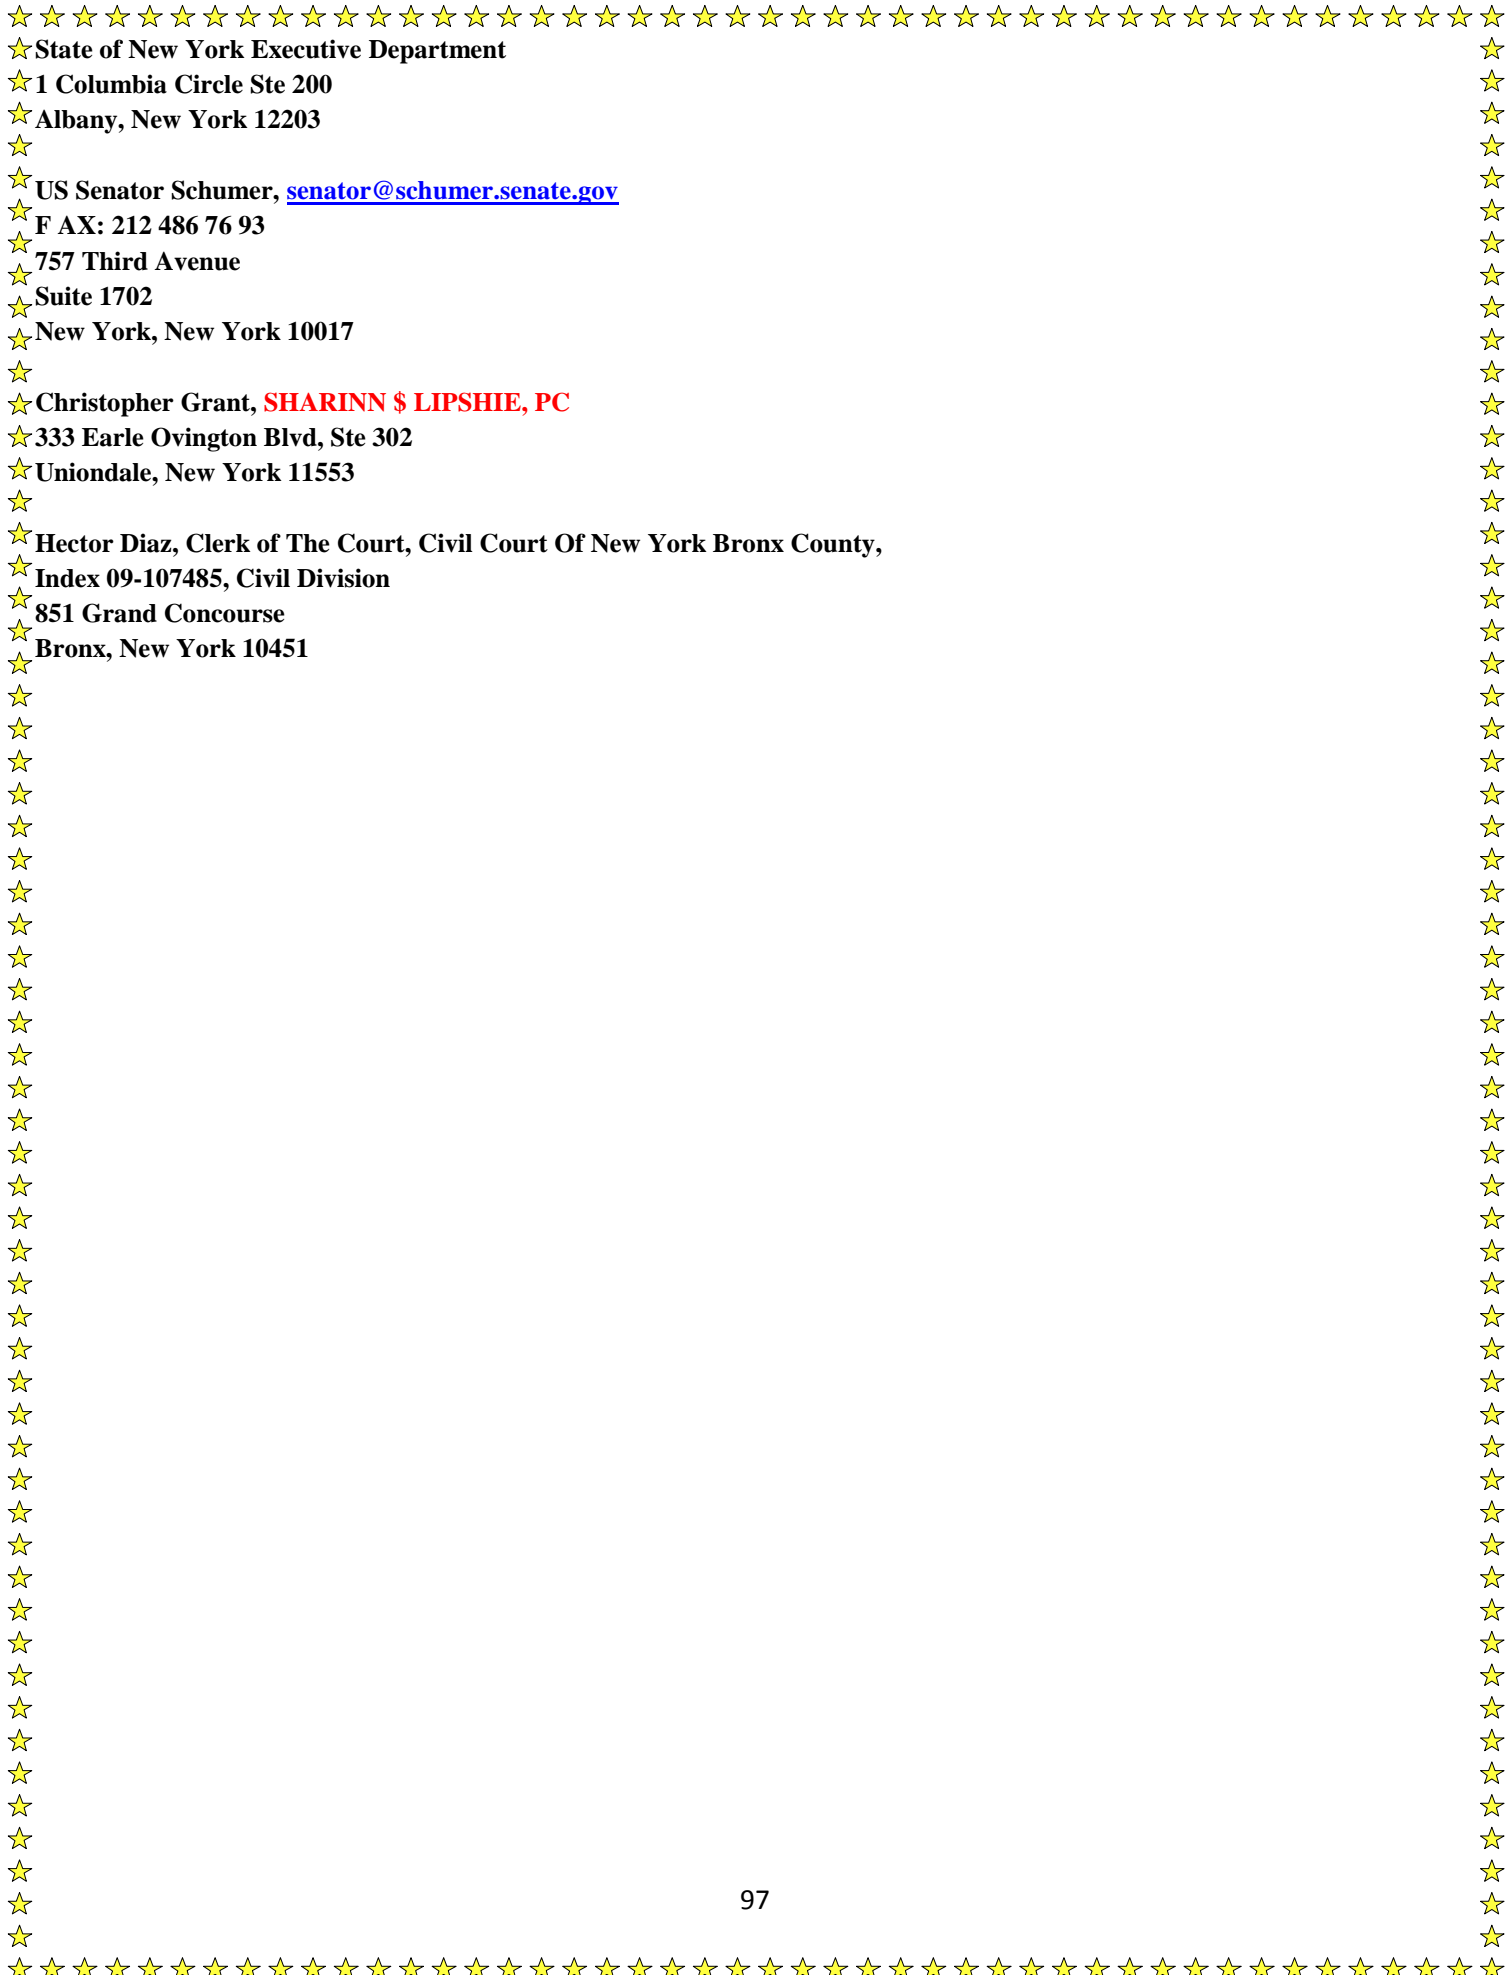 State of New York Executive Department
1 Columbia Circle Ste 200
Albany, New York 12203
US Senator Schumer, senator@schumer.senate.gov
F AX: 212 486 76 93
757 Third Avenue
Suite 1702
New York, New York 10017
Christopher Grant, SHARINN $ LIPSHIE, PC
333 Earle Ovington Blvd, Ste 302
Uniondale, New York 11553
Hector Diaz, Clerk of The Court, Civil Court Of New York Bronx County,
Index 09-107485, Civil Division
851 Grand Concourse
Bronx, New York 10451
97